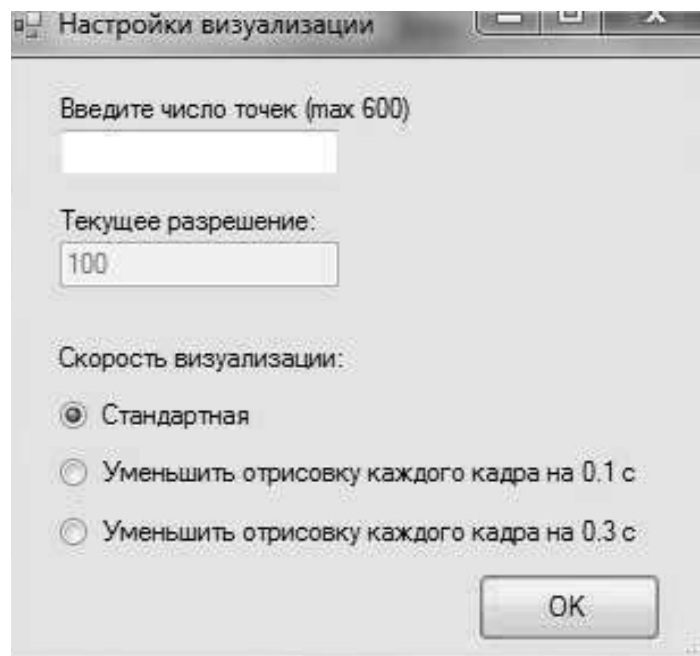 Настройки визуализации
Введите число точек (max 600)
Текущее разрешение:
100
Скорость визуализации:
Стандартная
Уменьшить отрисовку каждого кадра на 0.1 с
Уменьшить отрисовку каждого кадра на 0.3 с
OK